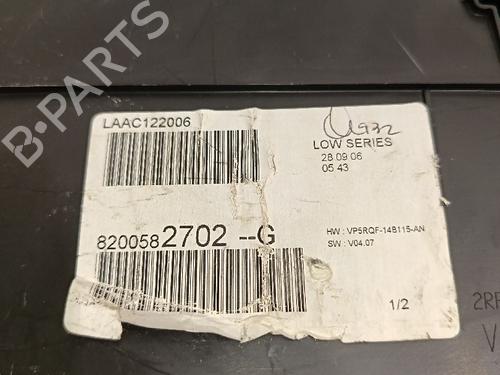 B-PARTS
LAAC122006
LOW SERIES
28.09.06
05 43
8200582702 --G
HW : VP5RQF-14B115-AN
SW : V04.07
1/2
2RF
V